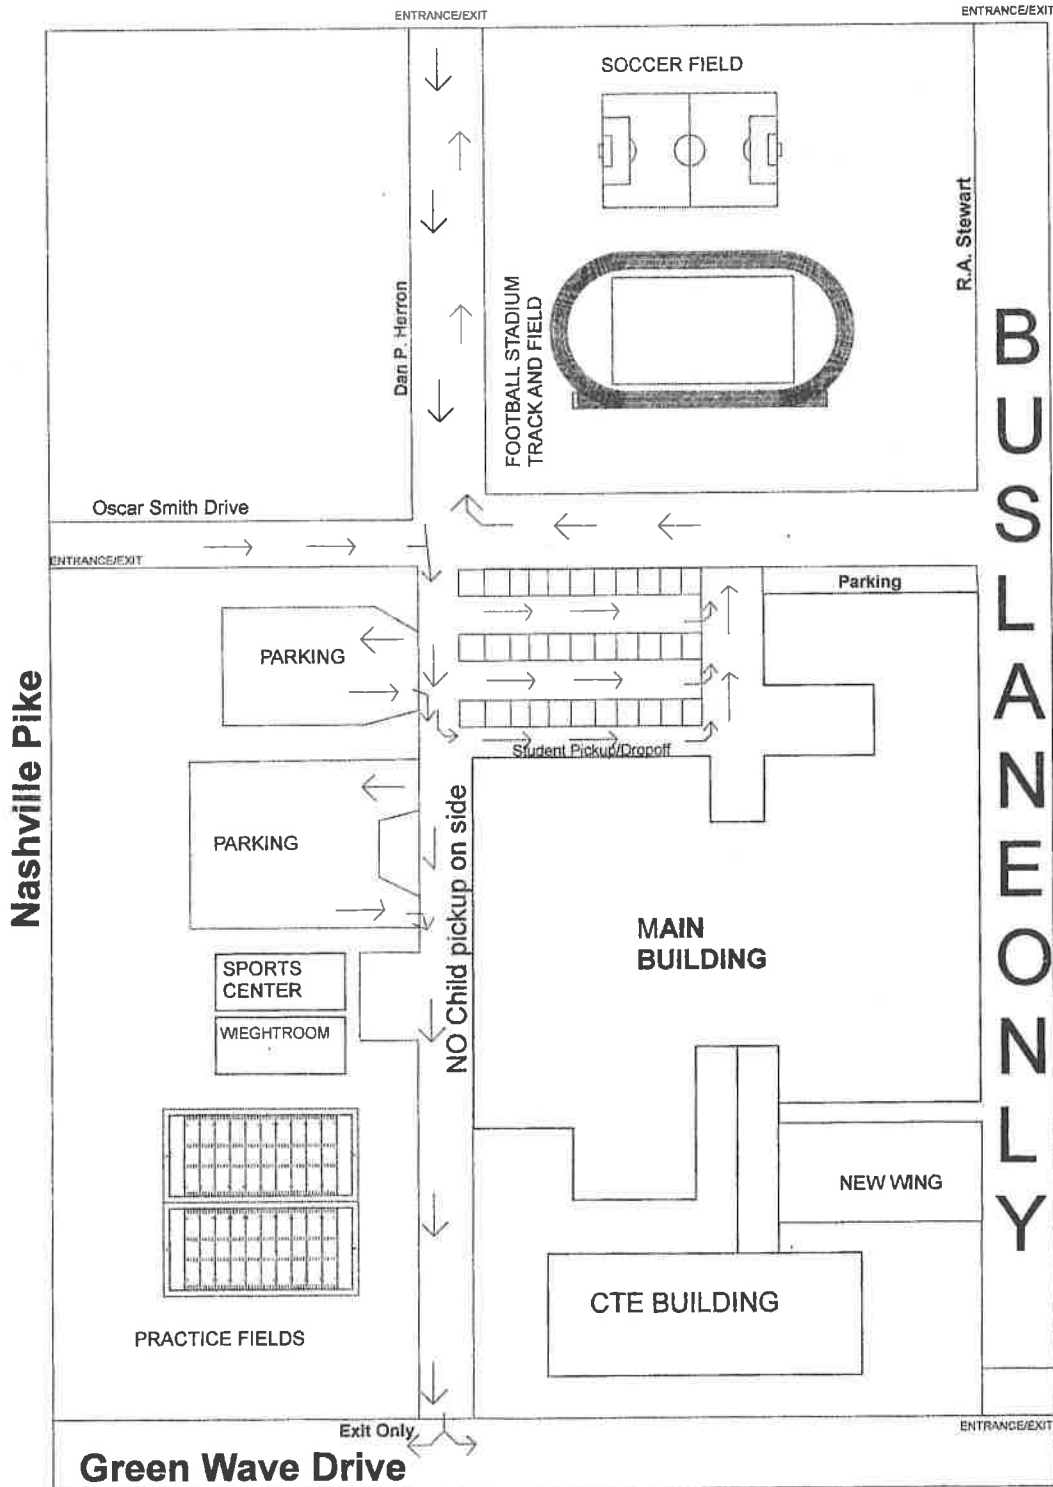 ENTRANCE/EXIT
ENTRANCE/EXIT
SOCCER FIELD
R.A. Stewart
Dan P. Herron
FOOTBALL STADIUM
TRACK AND FIELD
BUS LANE ONLY
Oscar Smith Drive
ENTRANCE/EXIT
Parking
PARKING
Student Pickup/Dropoff
Nashville Pike
NO Child pickup on side
PARKING
MAIN
BUILDING
SPORTS
CENTER
WIEGHTROOM
NEW WING
CTE BUILDING
PRACTICE FIELDS
Exit Only
ENTRANCE/EXIT
Green Wave Drive